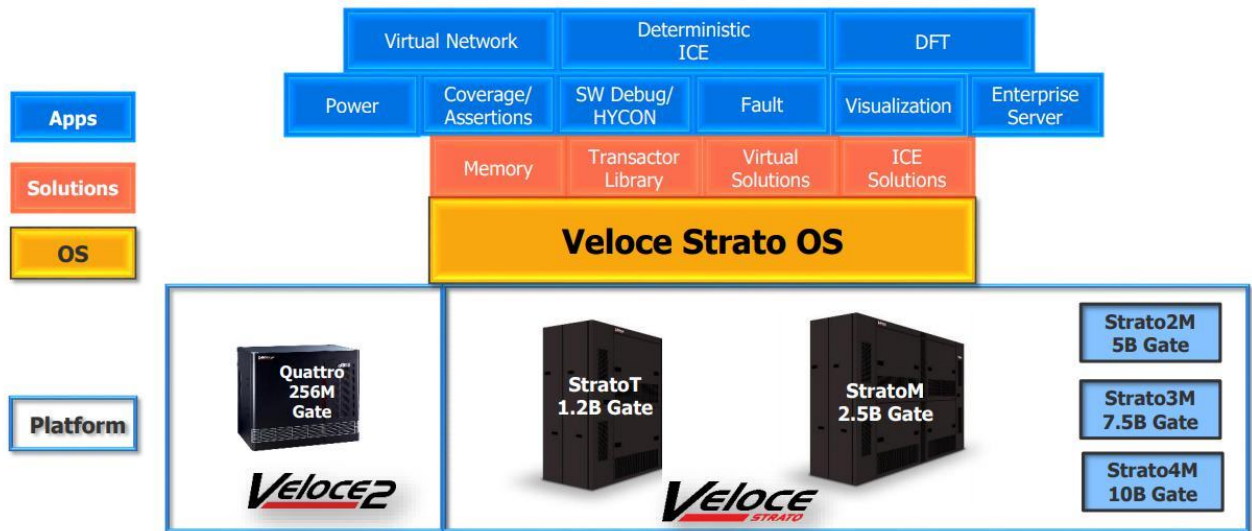 Virtual Network
Deterministic
ICE
DFT
Apps
Power
Coverage/
Assertions
SW Debug/
HYCON
Fault
Visualization
Enterprise
Server
Solutions
Memory
Transactor
Library
Virtual
Solutions
ICE
Solutions
OS
Veloce Strato OS
Platform
Quattro
256M
Gate
VELOCE2
StratoT
1.2B Gate
StratoM
2.5B Gate
VELOCE
STRATO
Strato2M
5B Gate
Strato3M
7.5B Gate
Strato4M
10B Gate